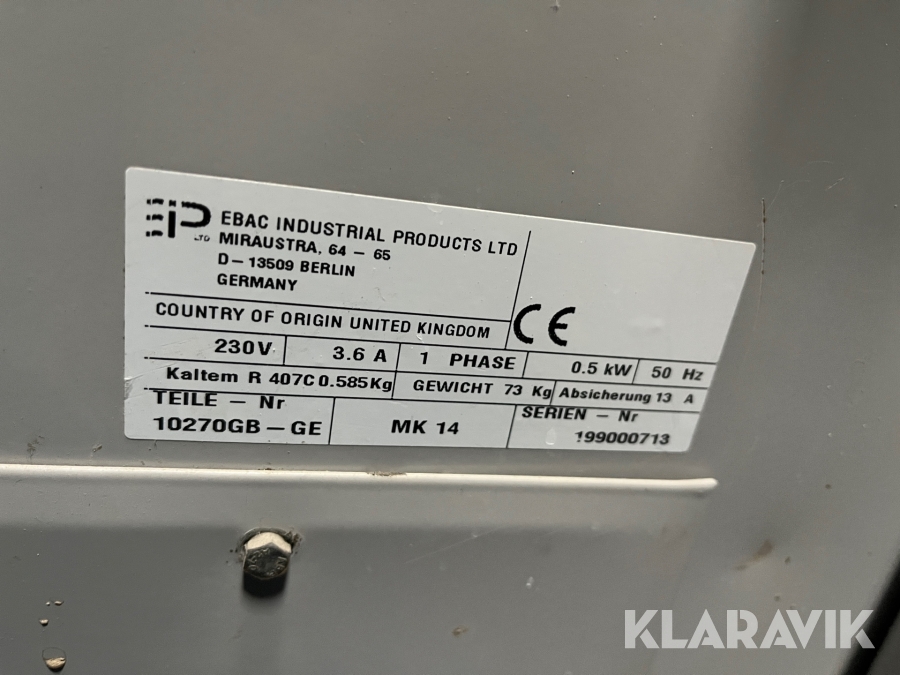 EIP LTD
EBAC INDUSTRIAL PRODUCTS LTD
MIRAUSTRA, 64 – 65
D–13509 BERLIN
GERMANY
COUNTRY OF ORIGIN UNITED KINGDOM
CE
230V 3.6 A 1 PHASE 0.5 kW 50 Hz
Kaltem R 407C 0.585Kg GEWICHT 73 Kg Absicherung 13 A
TEILE – Nr
10270GB–GE
MK 14
SERIEN – Nr
199000713
KLARAVIK